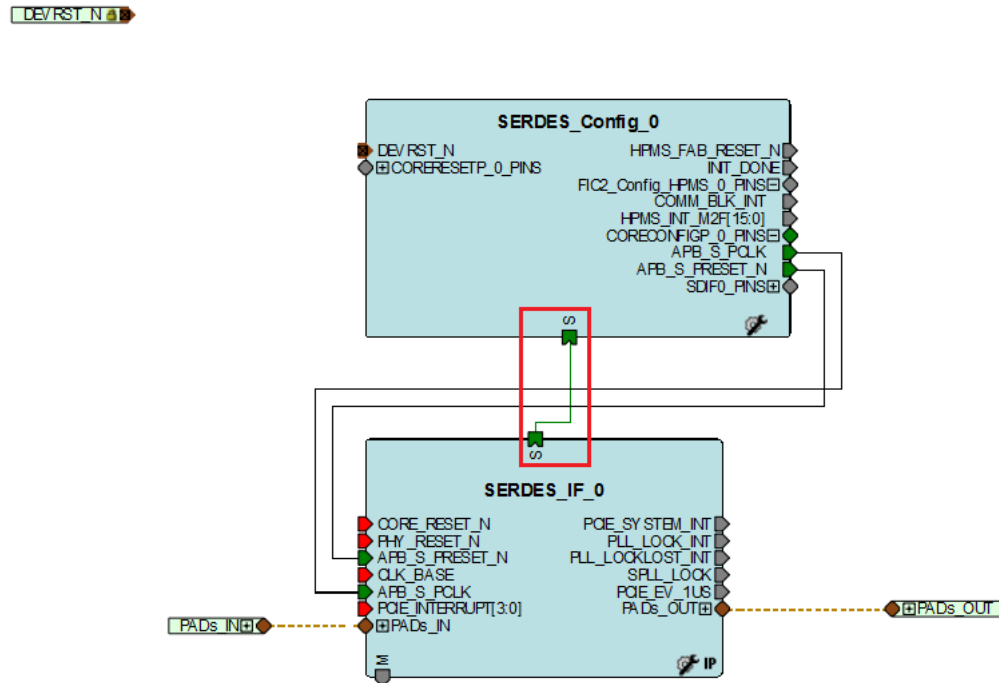 DEVRST_N
SERDES_Config_0
DEVRST_N
CORERESETP_0_PINS
HPMS_FAB_RESET_N
INIT_DONE
FIC2_Config_HPMS_0_PINS
COMM_BLK_INT
HPMS_INT_M2F[15:0]
CORECONFIGP_0_PINS
APB_S_PCLK
APB_S_PRESET_N
SDIF0_PINS
S
S
SERDES_IF_0
CORE_RESET_N
PHY_RESET_N
APB_S_PRESET_N
CLK_BASE
APB_S_PCLK
PCIE_INTERRUPT[3:0]
PADs_IN
PADs_IN
PCIE_SYSTEM_INT
PLL_LOCK_INT
PLL_LOCKLOST_INT
SPLL_LOCK
PCIE_EV_1US
PADs_OUT
PADs_OUT
M
IP